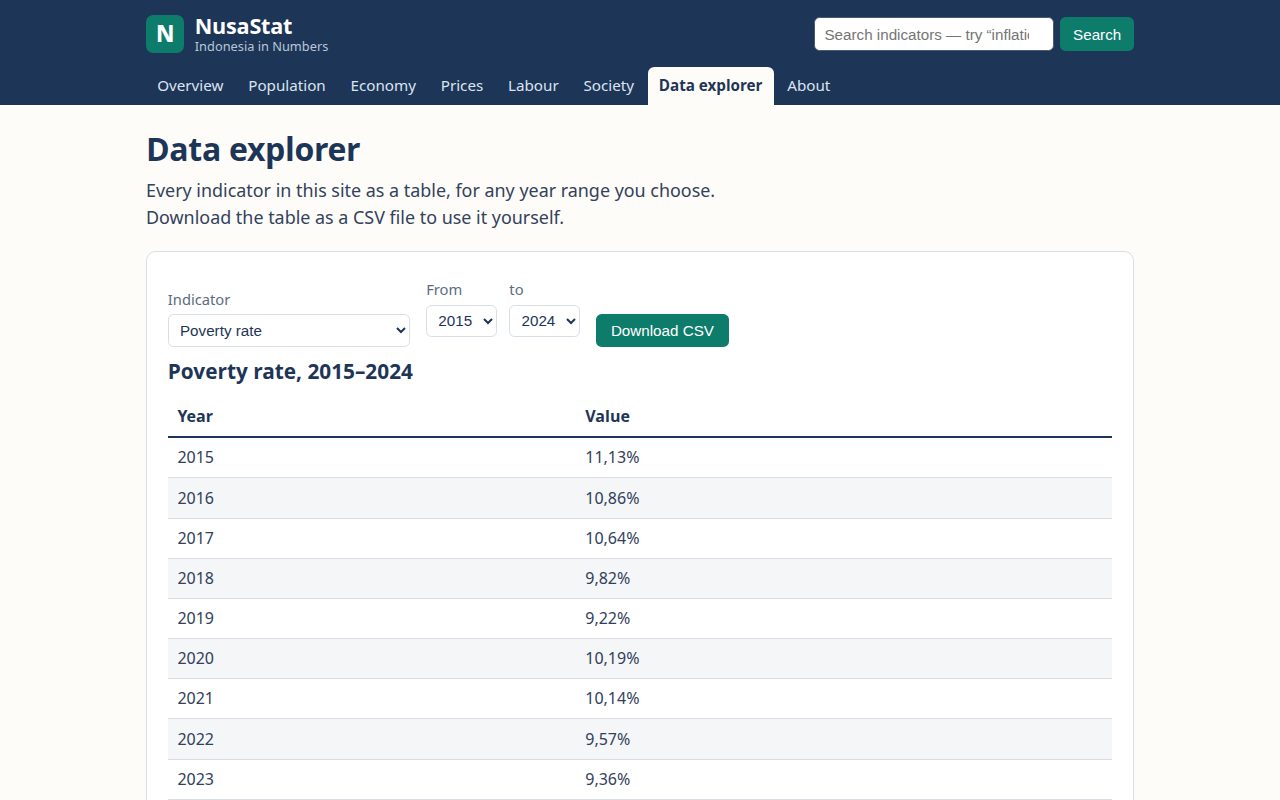 N
NusaStat
Indonesia in Numbers
Search indicators — try “inflati
Search
Overview Population Economy Prices Labour Society Data explorer About
Data explorer
Every indicator in this site as a table, for any year range you choose.
Download the table as a CSV file to use it yourself.
Indicator From to
Poverty rate 2015 2024 Download CSV
Poverty rate, 2015–2024
Year Value
2015 11,13%
2016 10,86%
2017 10,64%
2018 9,82%
2019 9,22%
2020 10,19%
2021 10,14%
2022 9,57%
2023 9,36%